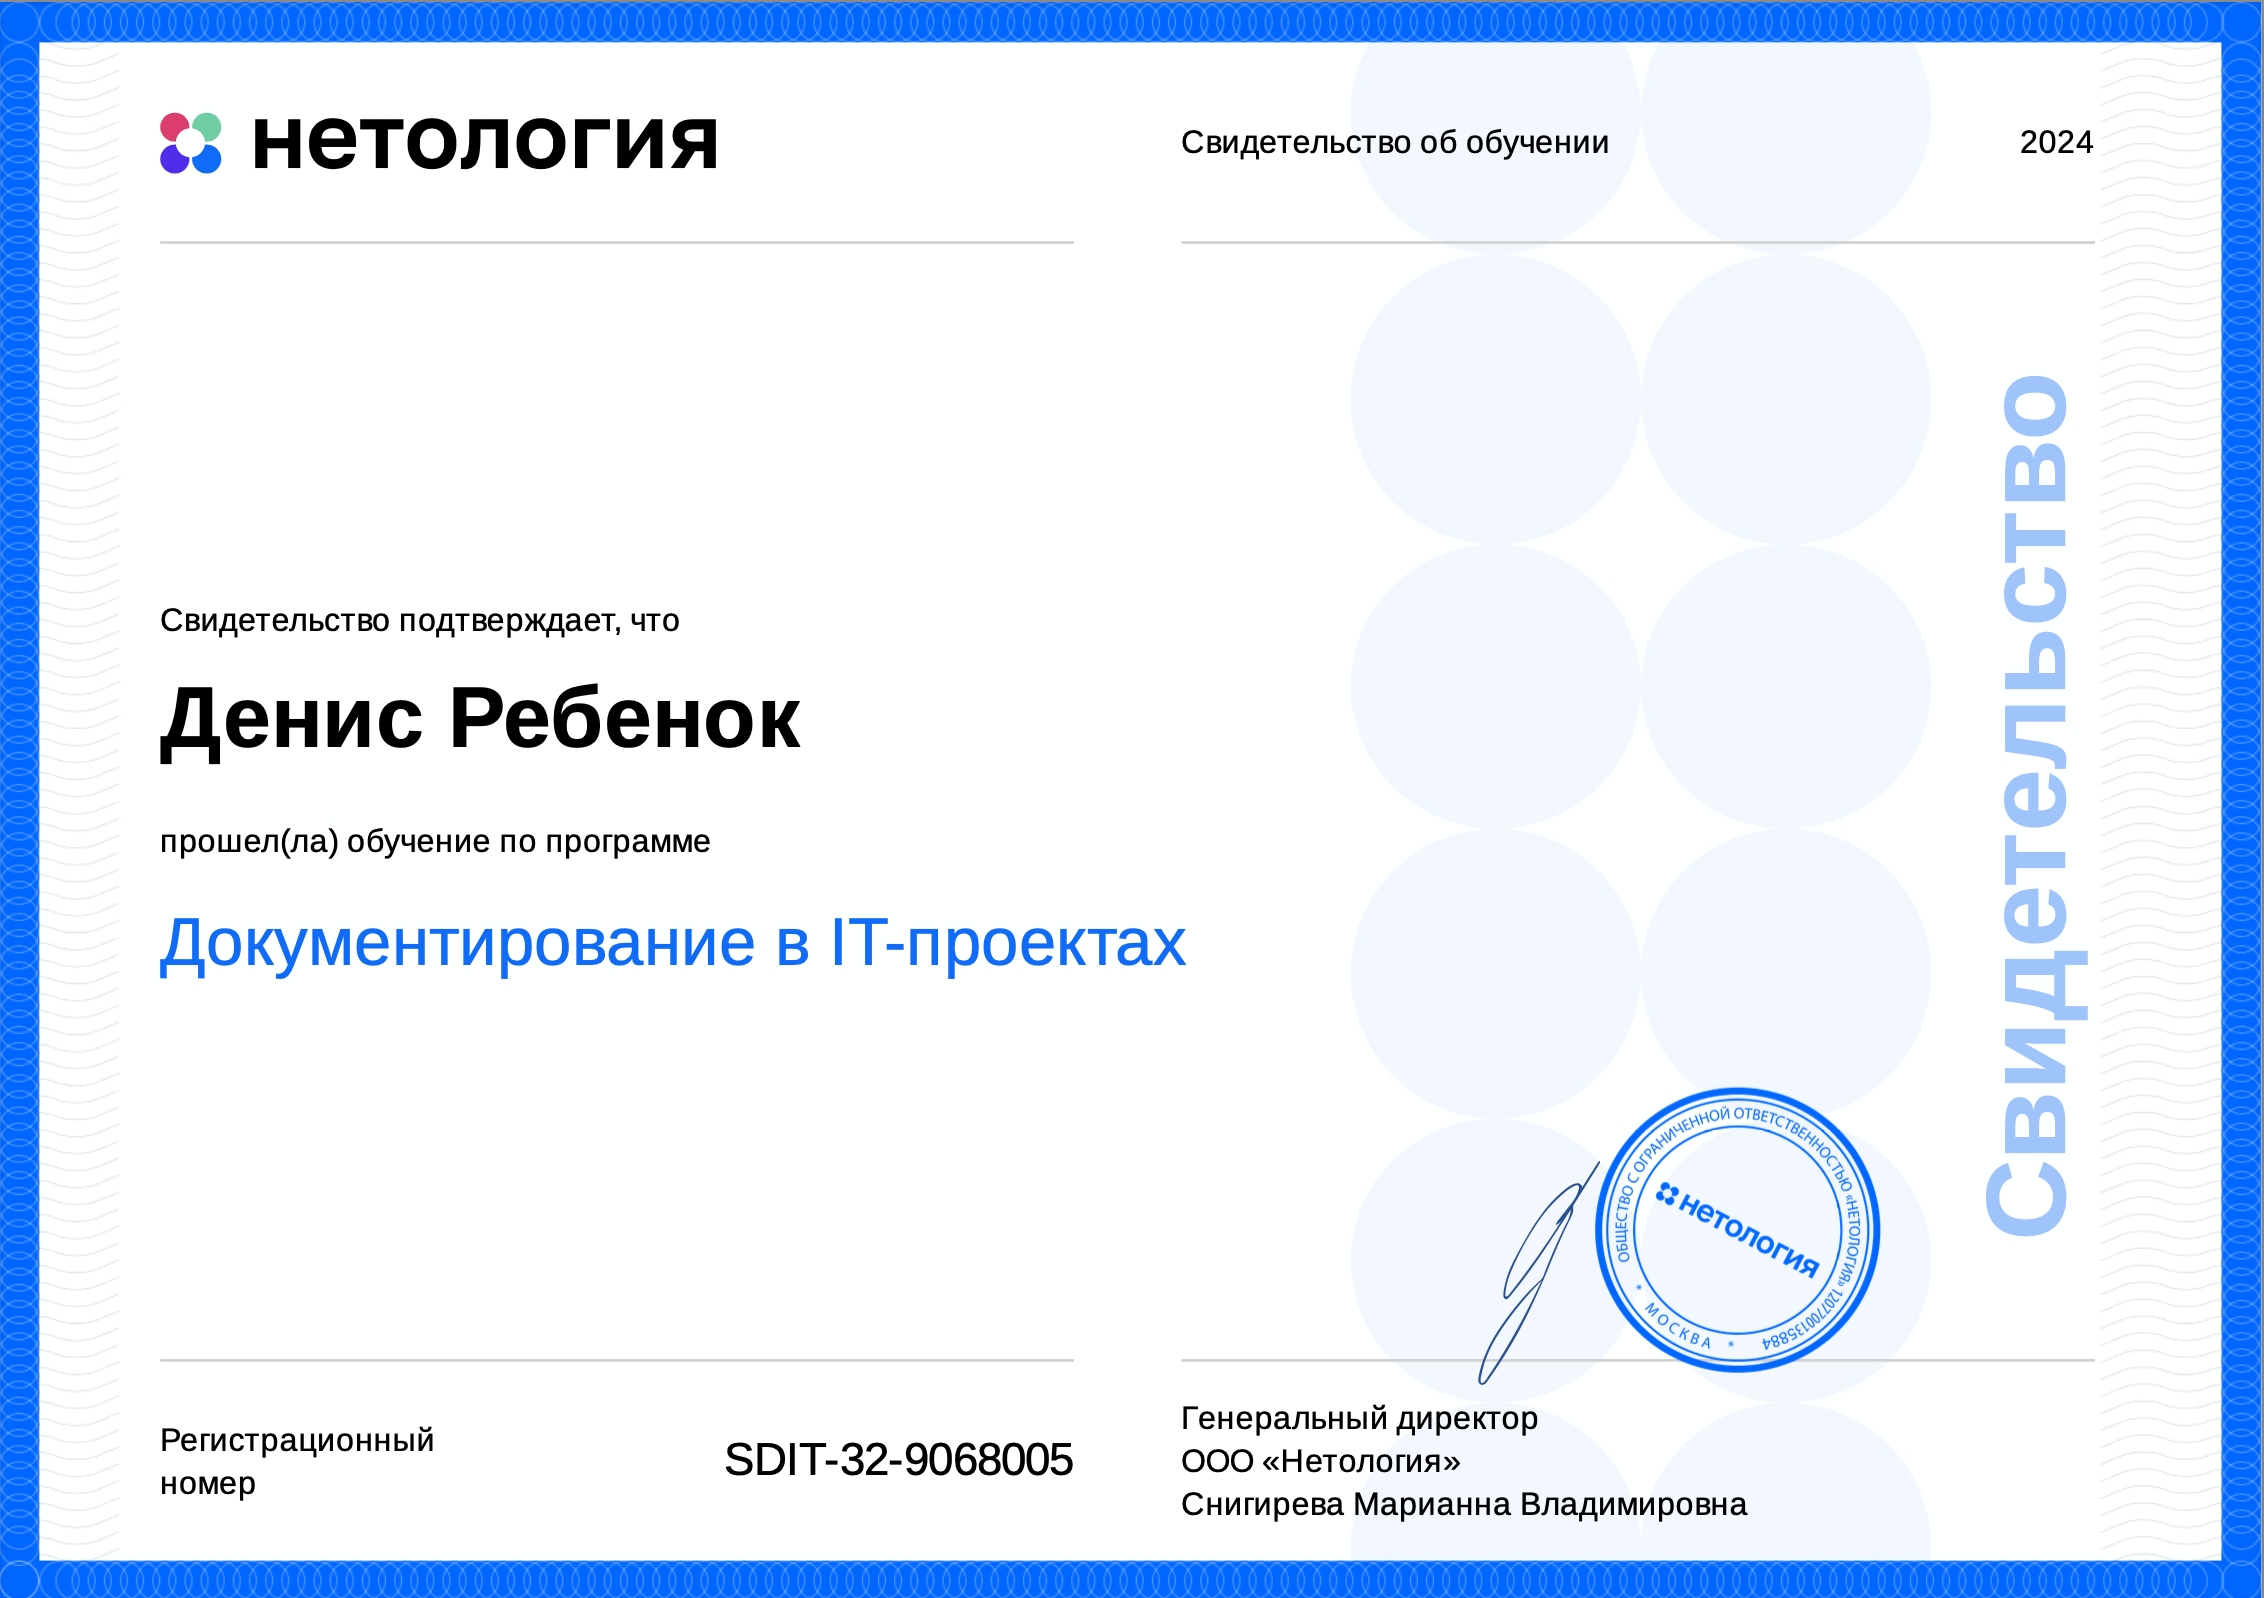 нетология
Свидетельство об обучении
2024
Свидетельство подтверждает, что
Денис Ребенок
прошел(ла) обучение по программе
Документирование в IT-проектах
Свидетельство
ОБЩЕСТВО С ОГРАНИЧЕННОЙ ОТВЕТСТВЕННОСТЬЮ «НЕТОЛОГИЯ» 1207700135884
* МОСКВА *
нетология
Регистрационный
номер
SDIT-32-9068005
Генеральный директор
ООО «Нетология»
Снигирева Марианна Владимировна